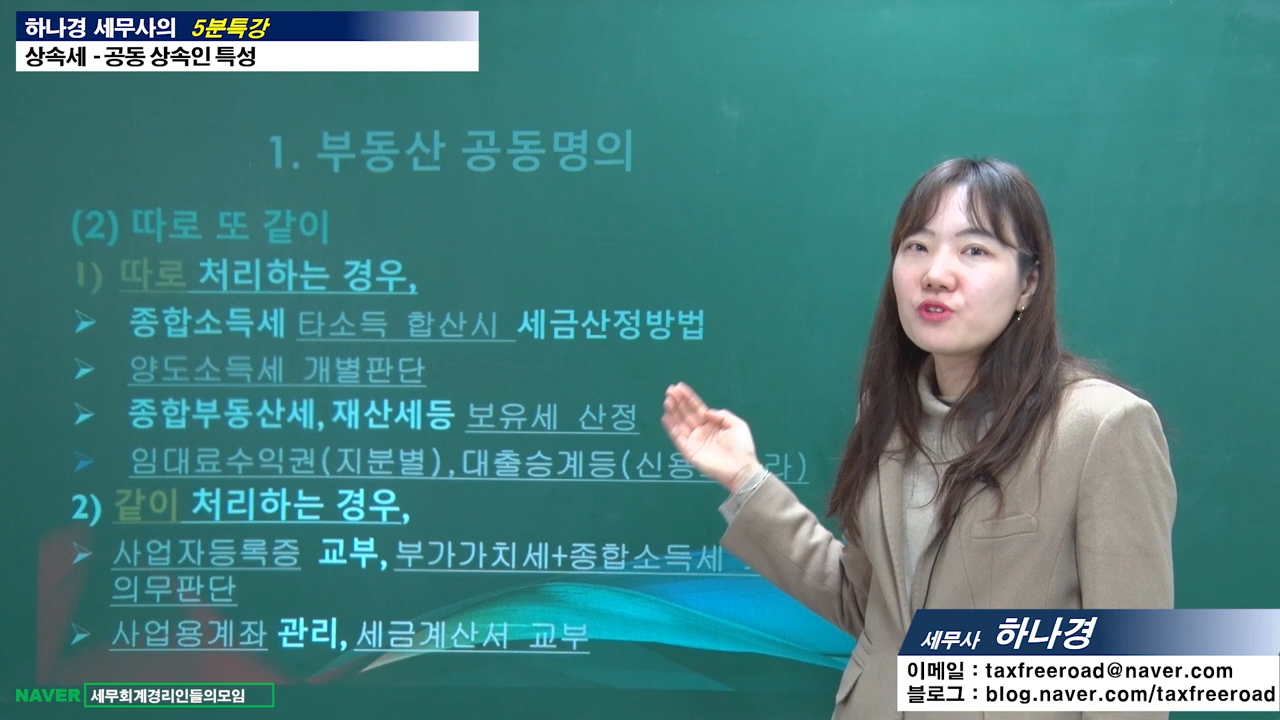 하나경 세무사의 5분특강
상속세 - 공동 상속인 특성
1. 부동산 공동명의
(2) 따로 또 같이
1) 따로 처리하는 경우,
➢ 종합소득세 타소득 합산시 세금산정방법
➢ 양도소득세 개별판단
➢ 종합부동산세, 재산세등 보유세 산정
➢ 임대료수익권(지분별),대출승계등(신용
2) 같이 처리하는 경우,
➢ 사업자등록증 교부, 부가가치세+종합소득세
의무판단
➢ 사업용계좌 관리, 세금계산서 교부
세무사 하나경
이메일 : taxfreeroad@naver.com
블로그 : blog.naver.com/taxfreeroad
NAVER 세무회계경리인들의모임